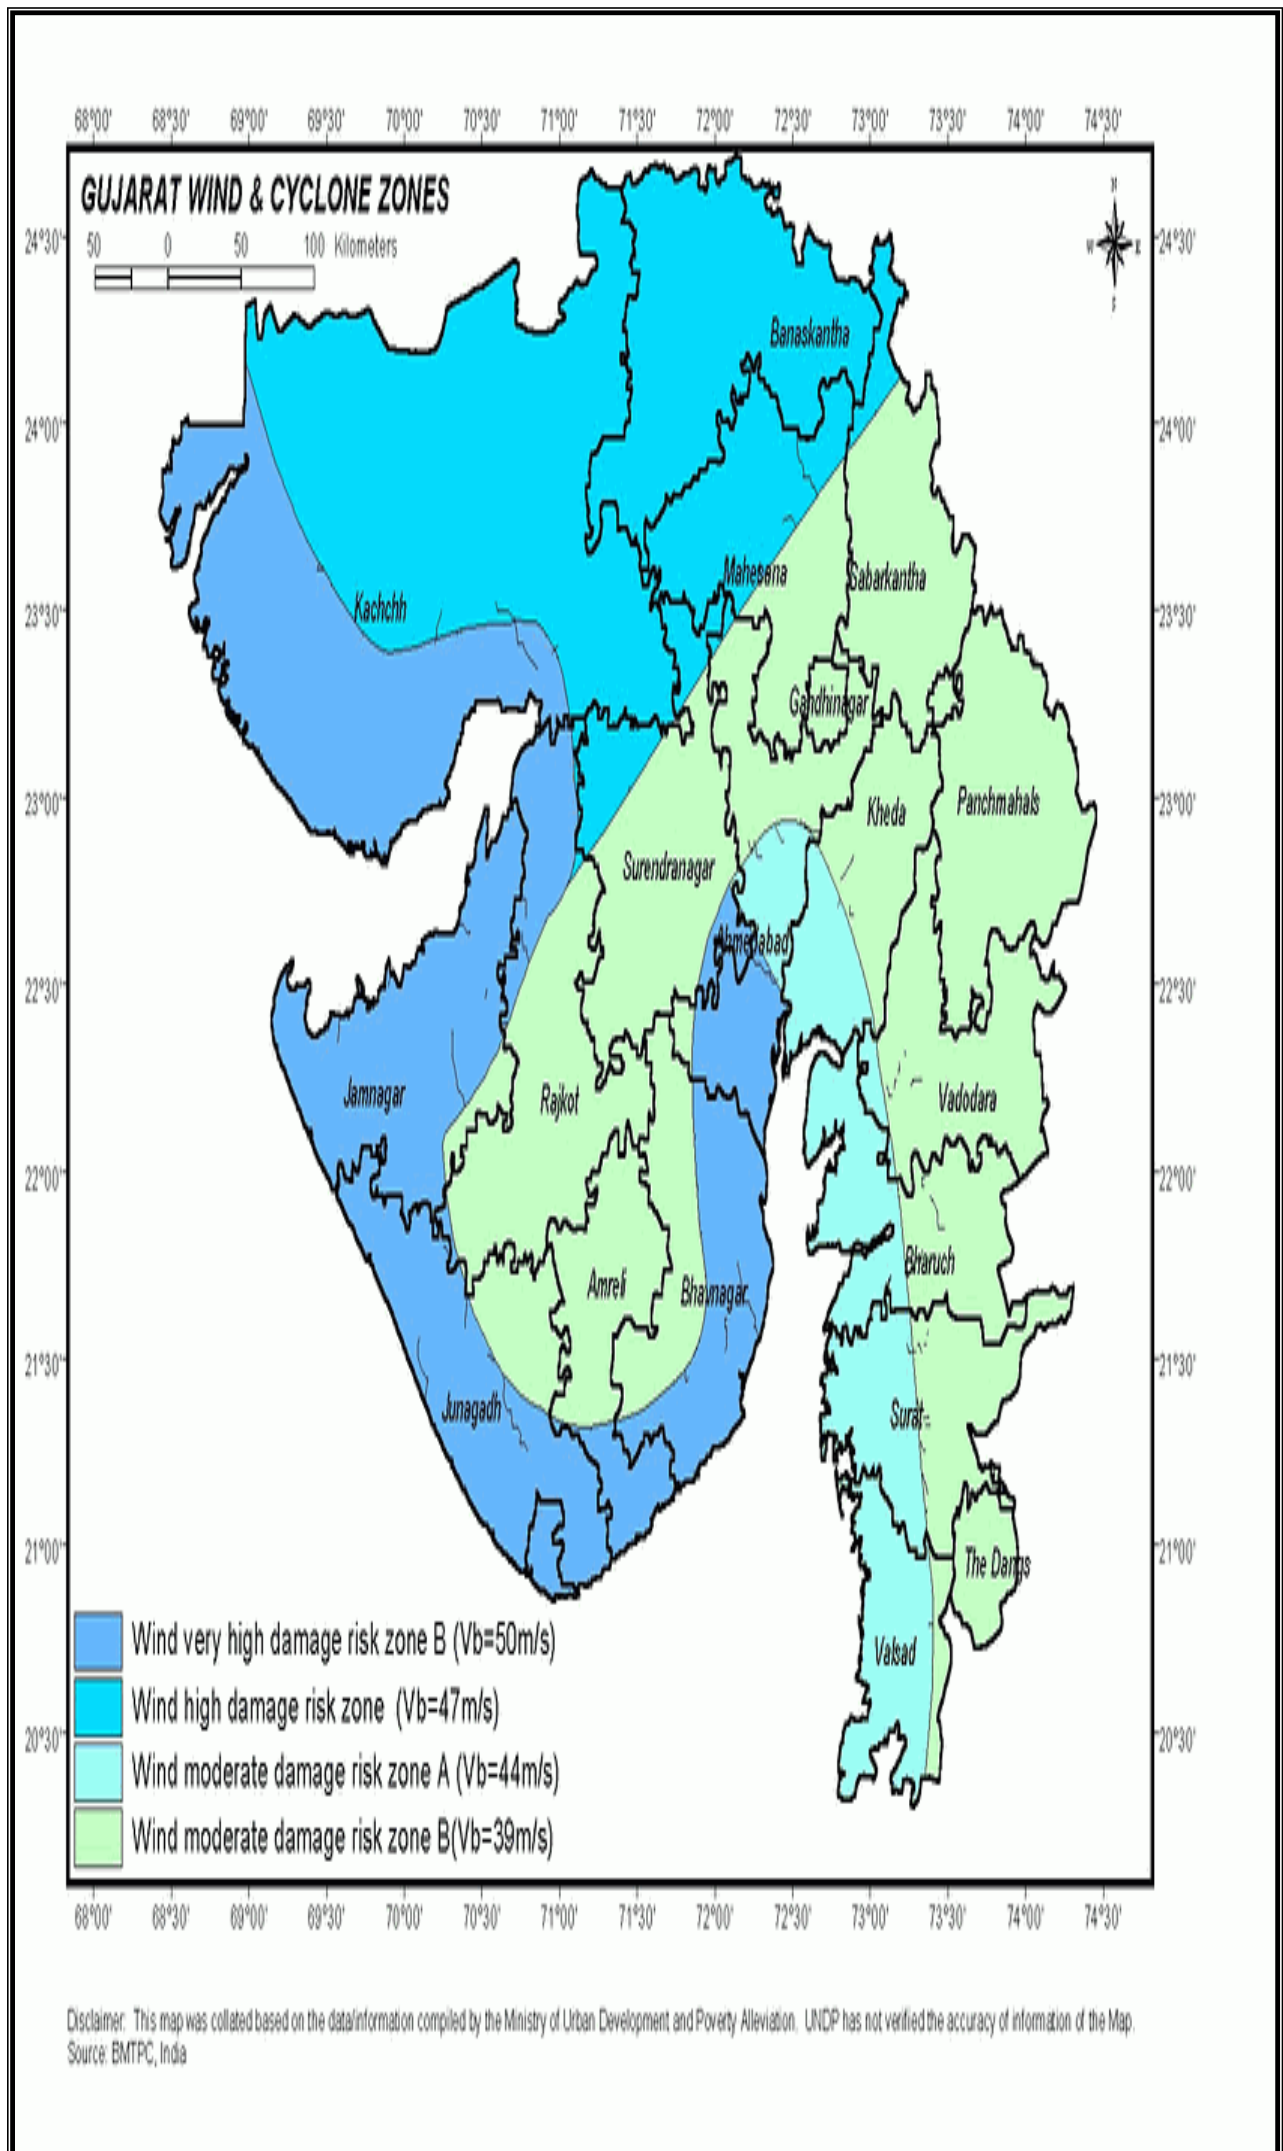 68°00' 68°30' 69°00' 69°30' 70°00' 70°30' 71°00' 71°30' 72°00' 72°30' 73°00' 73°30' 74°00' 74°30'
GUJARAT WIND & CYCLONE ZONES
50 0 50 100 Kilometers
N
W E
24°30' 24°30'
Banaskantha
24°00' 24°00'
Mahesana
Sabarkantha
Kachchh
23°30' 23°30'
Gandhinagar
23°00' 23°00'
Kheda
Panchmahals
Surendranagar
Ahmedabad
22°30' 22°30'
Jamnagar
Rajkot
Vadodara
22°00' 22°00'
Bharuch
Amreli
Bhavnagar
21°30' 21°30'
Junagadh
Surat
21°00' 21°00'
The Dangs
Wind very high damage risk zone B (Vb=50m/s)
Valsad
Wind high damage risk zone (Vb=47m/s)
20°30' 20°30'
Wind moderate damage risk zone A (Vb=44m/s)
Wind moderate damage risk zone B(Vb=39m/s)
68°00' 68°30' 69°00' 69°30' 70°00' 70°30' 71°00' 71°30' 72°00' 72°30' 73°00' 73°30' 74°00' 74°30'
Disclaimer: This map was collated based on the data/information compiled by the Ministry of Urban Development and Poverty Alleviation. UNDP has not verified the accuracy of information of the Map.
Source: BMTPC, India